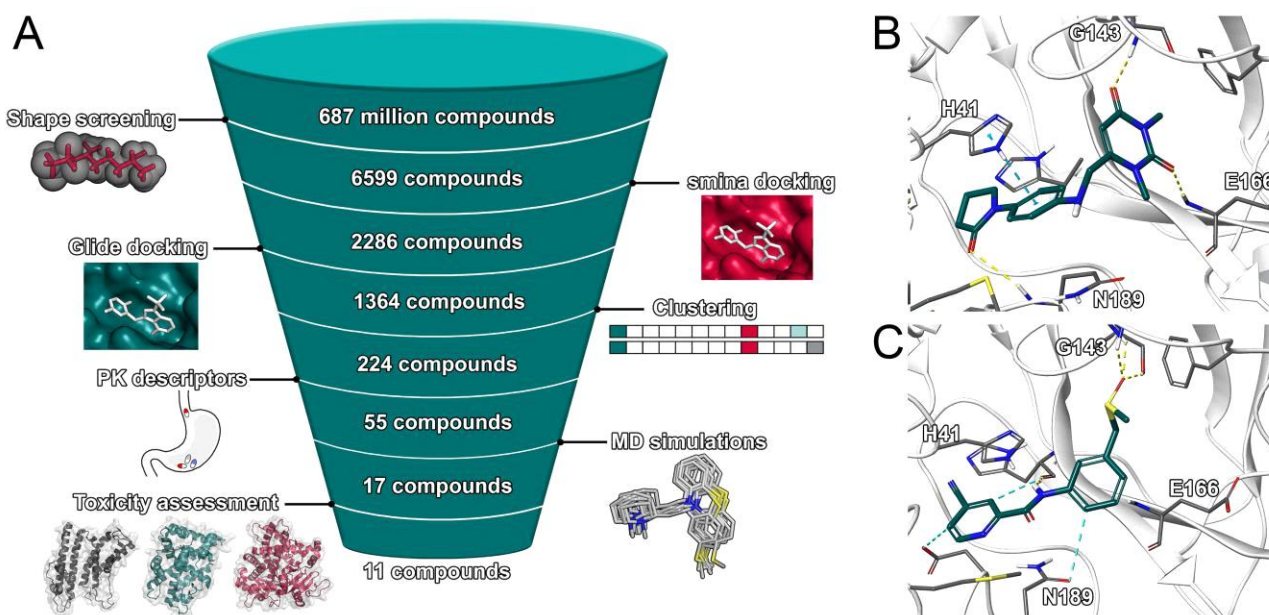 A
687 million compounds
Shape screening
6599 compounds
smina docking
2286 compounds
Glide docking
1364 compounds
Clustering
224 compounds
PK descriptors
55 compounds
MD simulations
17 compounds
Toxicity assessment
11 compounds
B
G143
H41
E166
N189
C
G143
H41
E166
N189